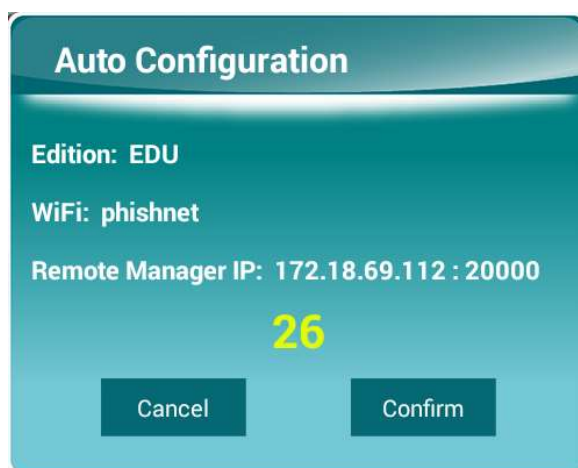 Auto Configuration
Edition: EDU
WiFi: phishnet
Remote Manager IP: 172.18.69.112 : 20000
26
Cancel Confirm